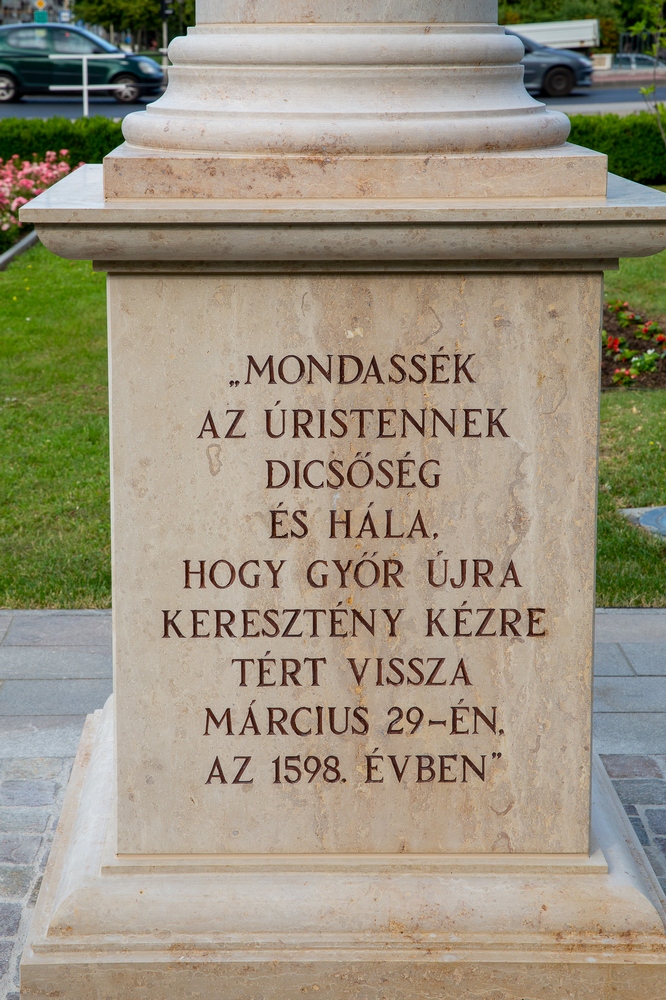 „MONDASSÉK
AZ ÚRISTENNEK
DICSŐSÉG
ÉS HÁLA,
HOGY GYŐR ÚJRA
KERESZTÉNY KÉZRE
TÉRT VISSZA
MÁRCIUS 29-ÉN,
AZ 1598. ÉVBEN”